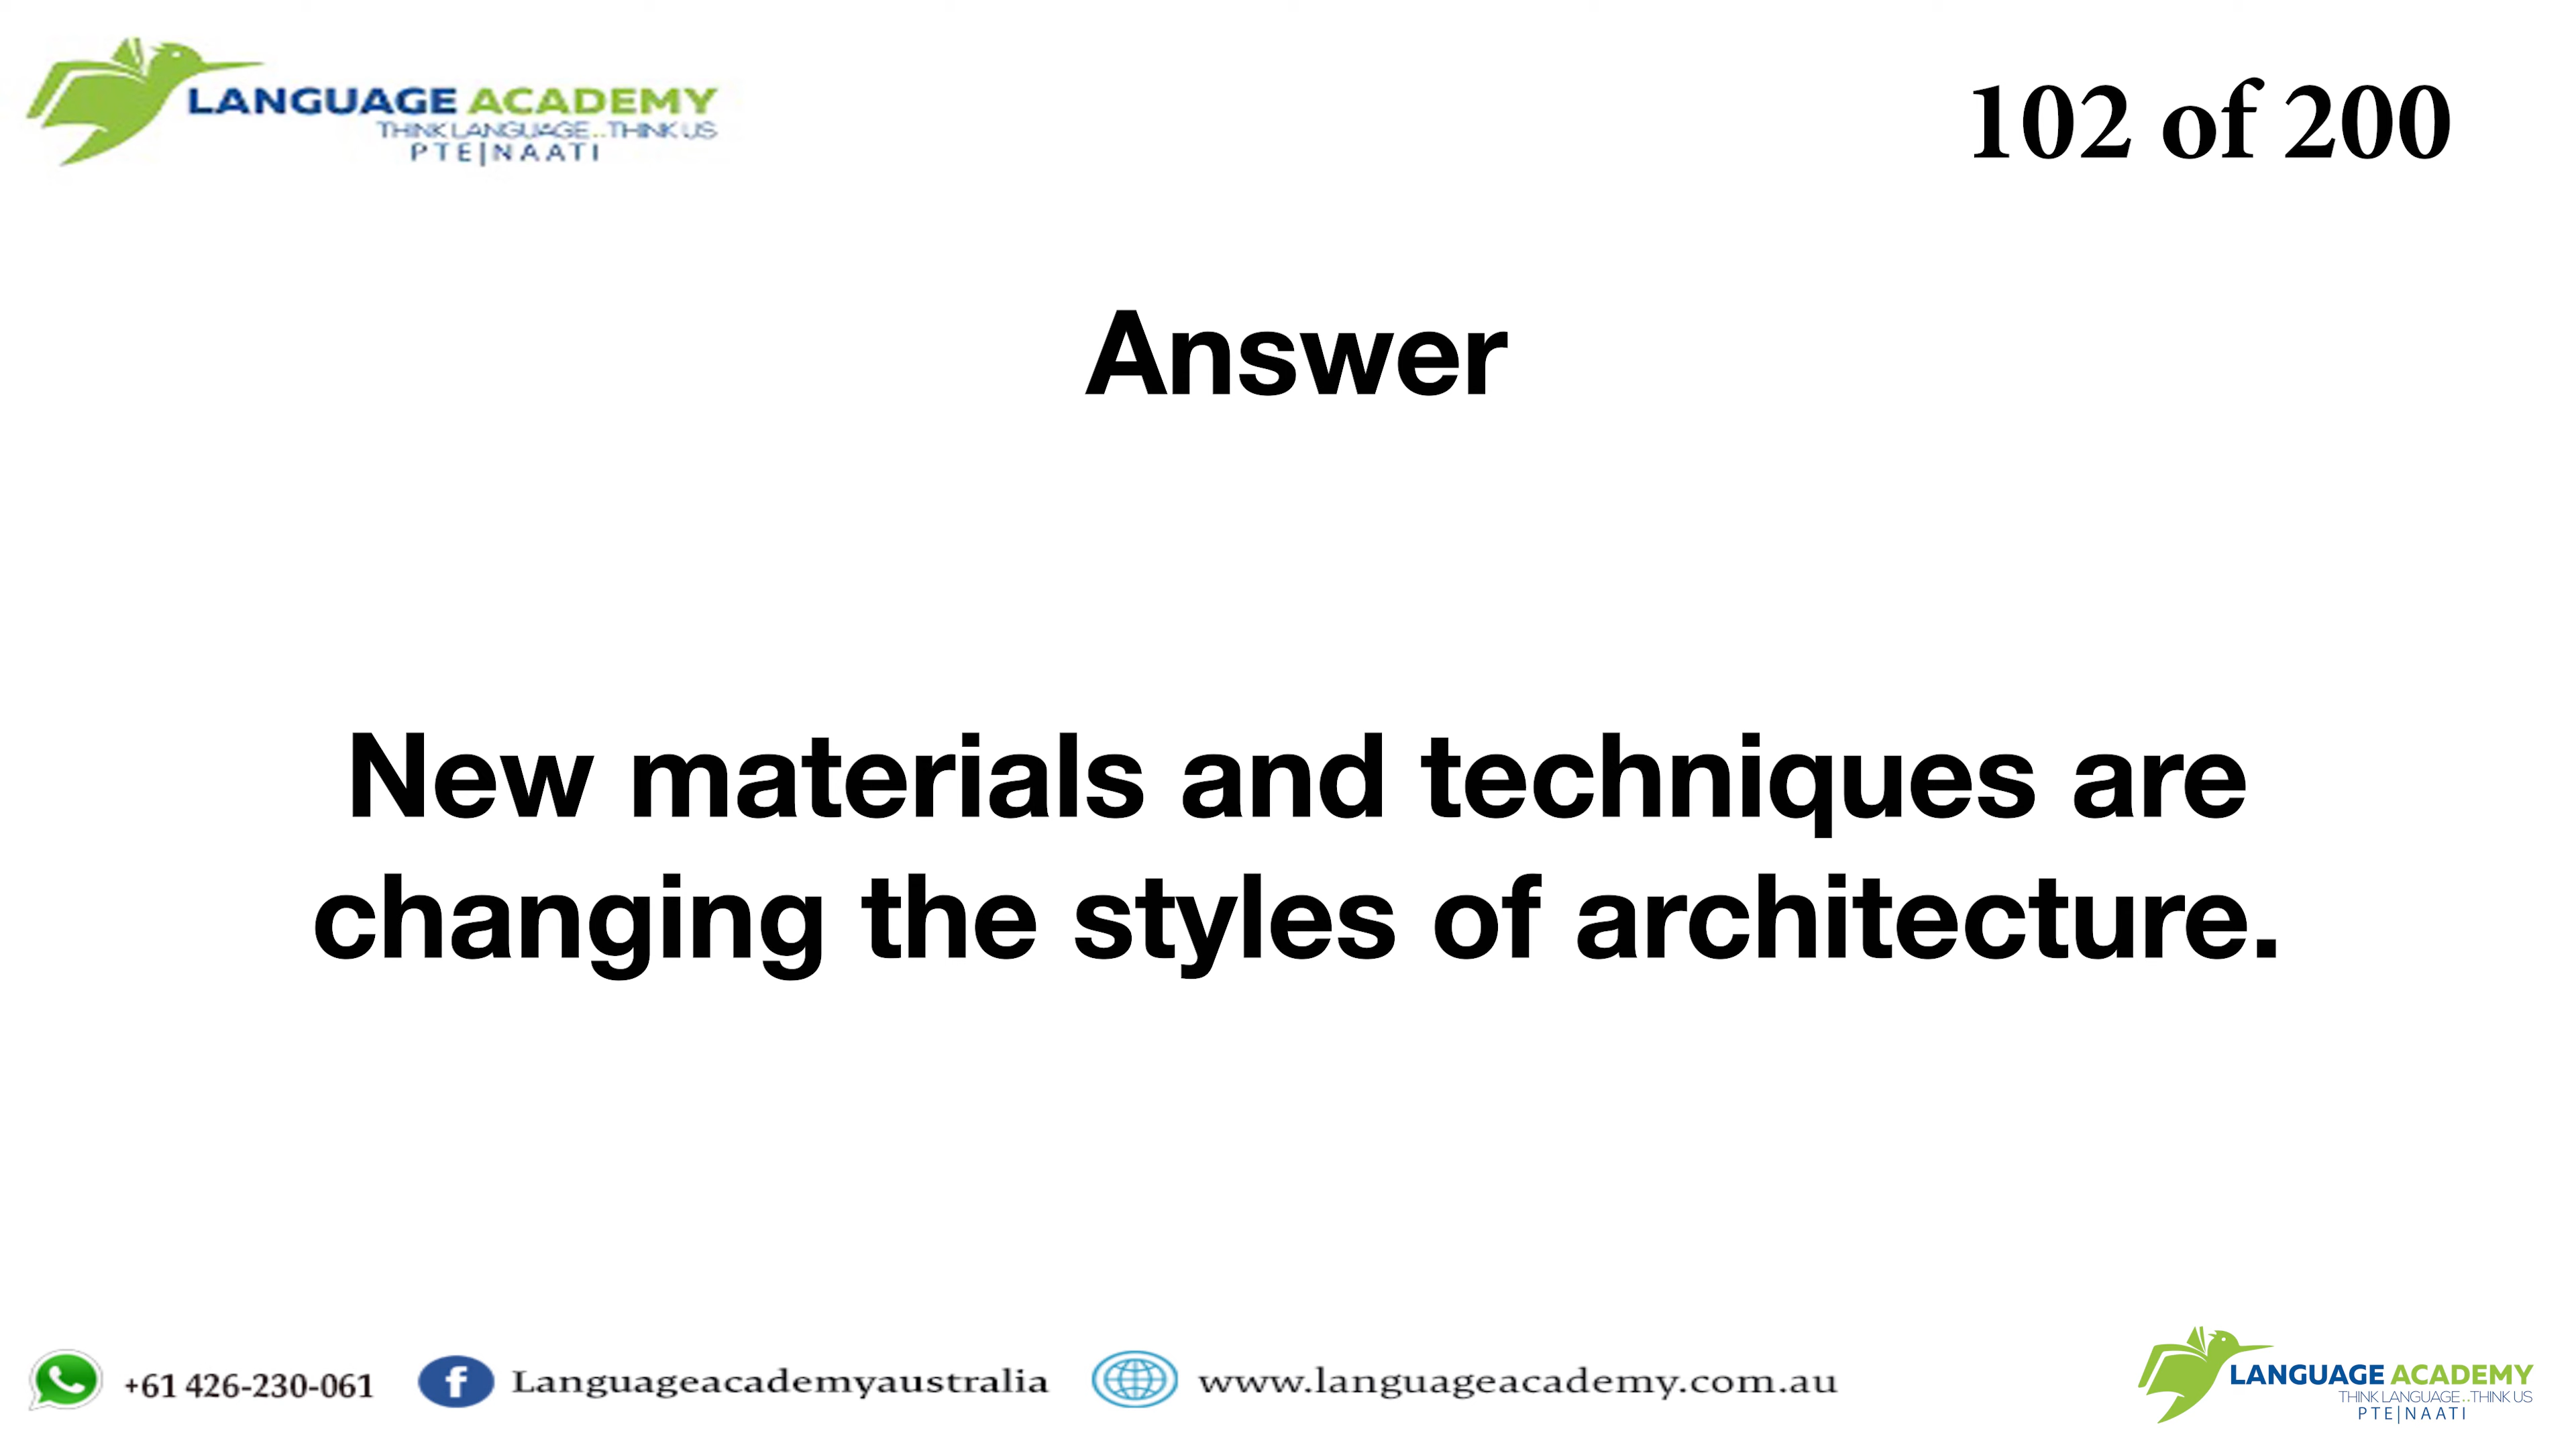 LANGUAGE ACADEMY
THINK LANGUAGE..THINK US
PTE|NAATI
102 of 200
Answer
New materials and techniques are
changing the styles of architecture.
+61 426-230-061
Languageacademyaustralia
www.languageacademy.com.au
LANGUAGE ACADEMY
THINK LANGUAGE..THINK US
PTE|NAATI